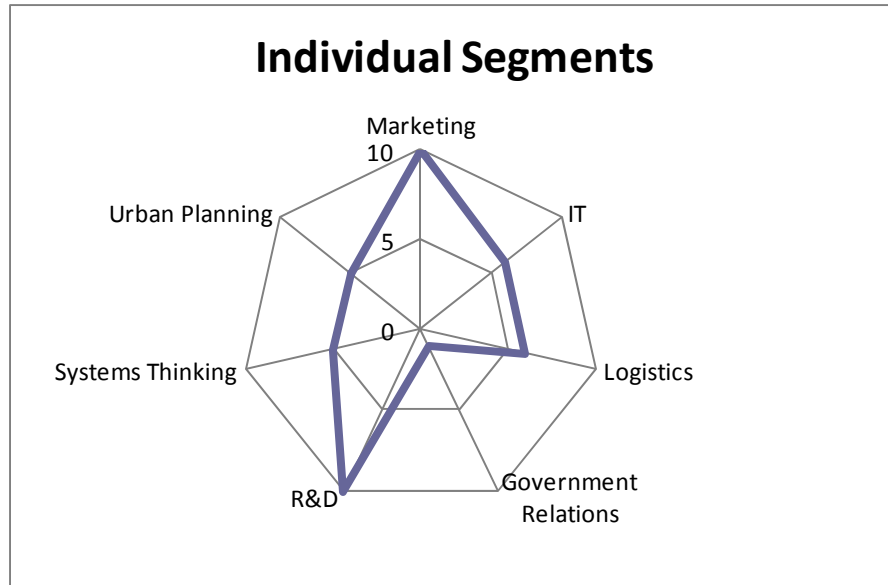 Individual Segments
Marketing
10
Urban Planning
IT
5
0
Systems Thinking
Logistics
R&D
Government
Relations